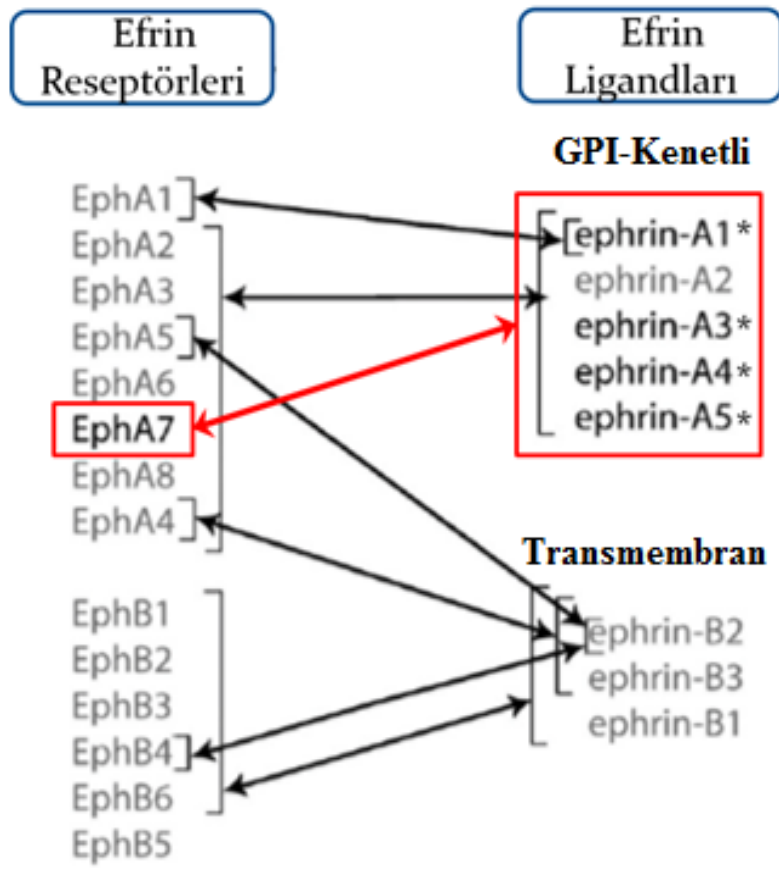 Efrin
Reseptörleri
Efrin
Ligandları
GPI-Kenetli
EphA1
EphA2
EphA3
EphA5
EphA6
EphA7
EphA8
EphA4
EphB1
EphB2
EphB3
EphB4
EphB6
EphB5
ephrin-A1*
ephrin-A2
ephrin-A3*
ephrin-A4*
ephrin-A5*
Transmembran
ephrin-B2
ephrin-B3
ephrin-B1